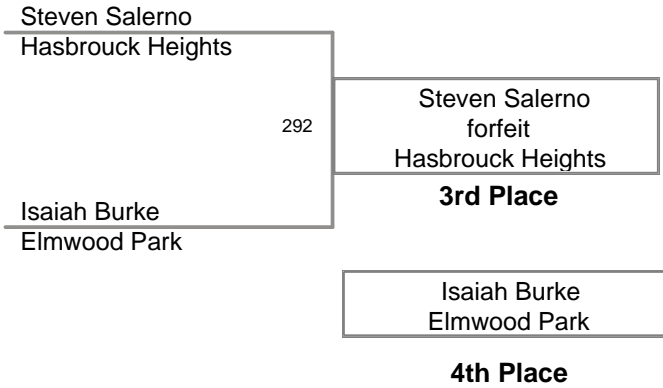 Steven Salerno
Hasbrouck Heights
292
Steven Salerno
forfeit
Hasbrouck Heights
3rd Place
Isaiah Burke
Elmwood Park
Isaiah Burke
Elmwood Park
4th Place